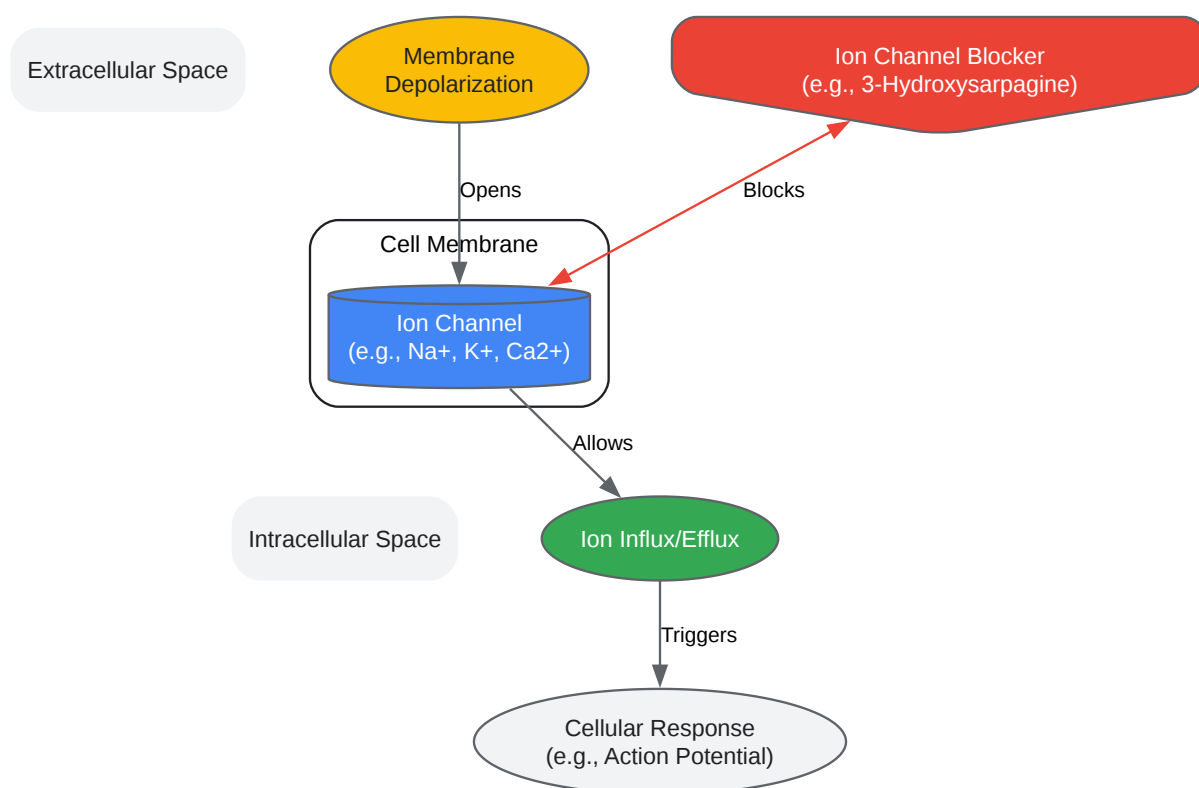 Extracellular Space
Membrane
Depolarization
Ion Channel Blocker
(e.g., 3-Hydroxysarpagine)
Opens
Blocks
Cell Membrane
Ion Channel
(e.g., Na+, K+, Ca2+)
Allows
Intracellular Space
Ion Influx/Efflux
Triggers
Cellular Response
(e.g., Action Potential)